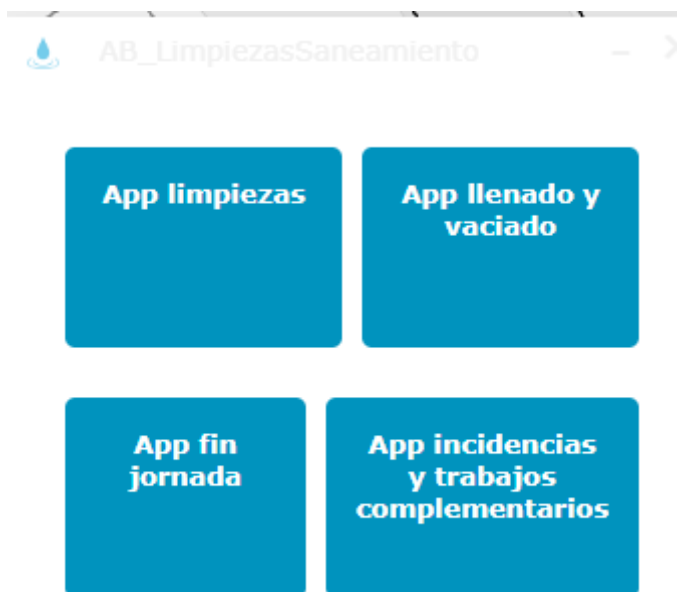 AB_LimpiezasSaneamiento
App limpiezas
App llenado y
vaciado
App fin
jornada
App incidencias
y trabajos
complementarios